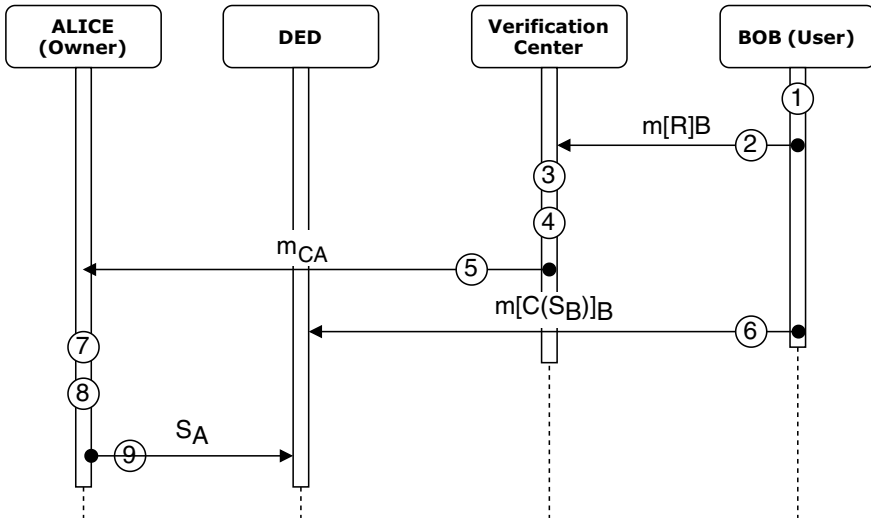 ALICE
(Owner)
DED
Verification
Center
BOB (User)
1
m[R]B
2
3
4
mCA
5
m[C(SB)]B
6
7
8
SA
9